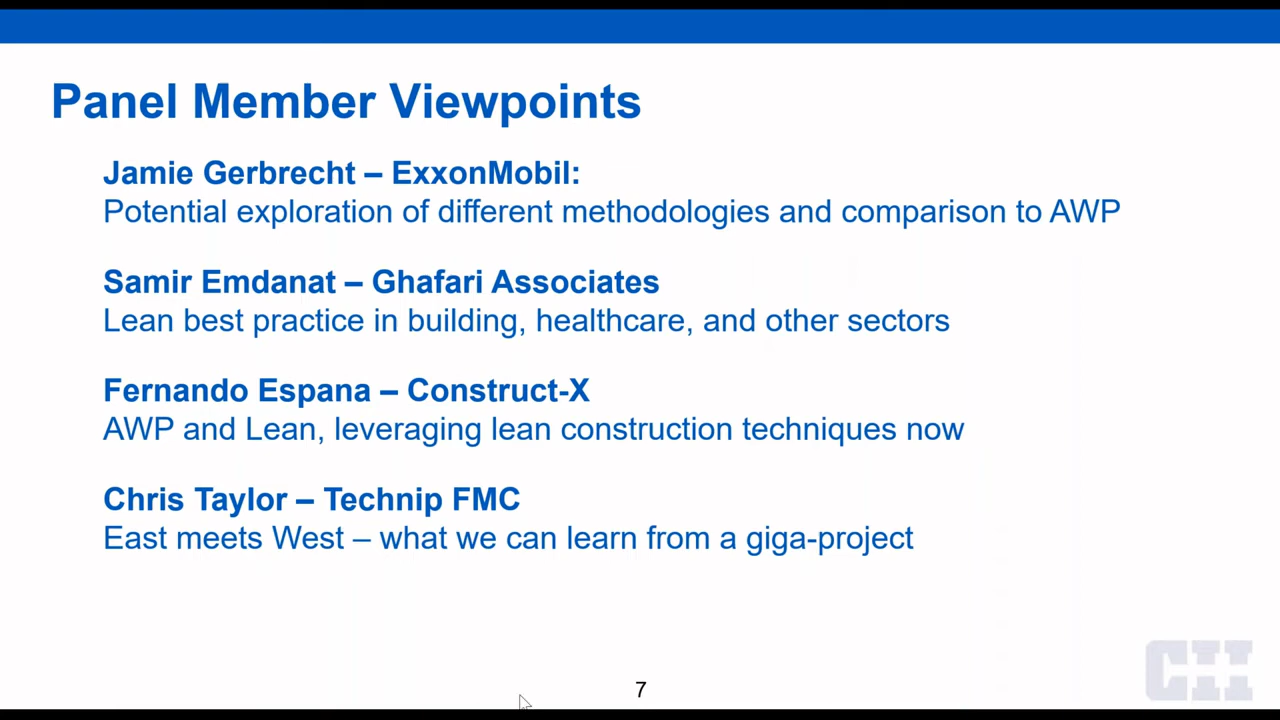 Panel Member Viewpoints
Jamie Gerbrecht – ExxonMobil:
Potential exploration of different methodologies and comparison to AWP
Samir Emdanat – Ghafari Associates
Lean best practice in building, healthcare, and other sectors
Fernando Espana – Construct-X
AWP and Lean, leveraging lean construction techniques now
Chris Taylor – Technip FMC
East meets West – what we can learn from a giga-project
CII
7